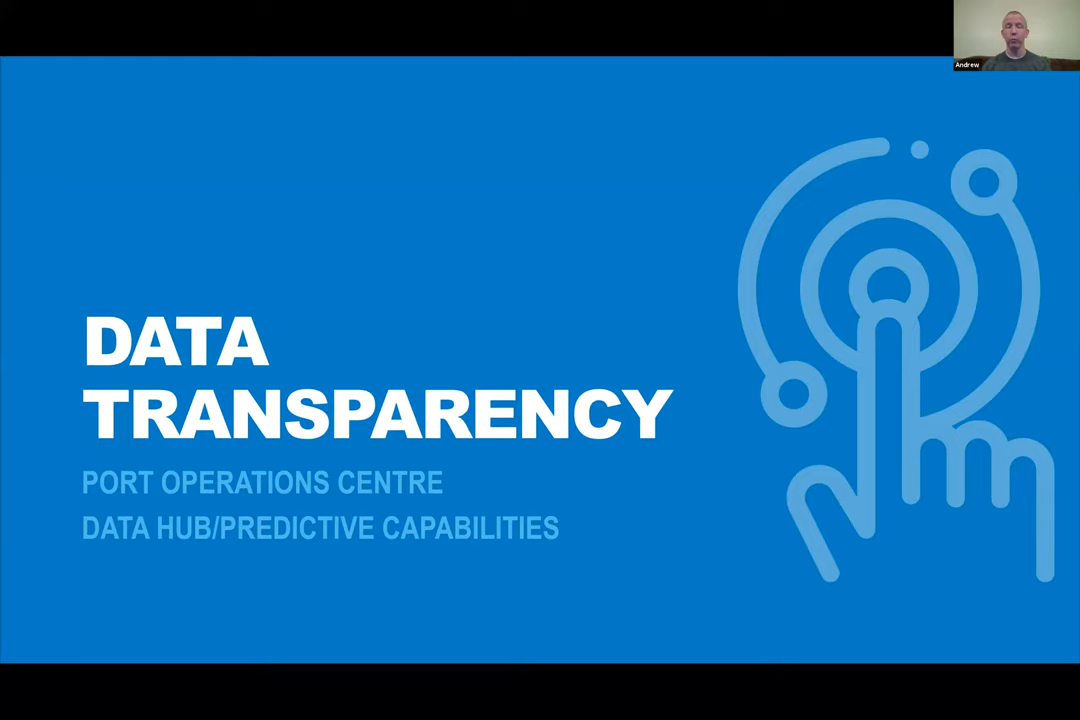 Andrew
DATA
TRANSPARENCY
PORT OPERATIONS CENTRE
DATA HUB/PREDICTIVE CAPABILITIES